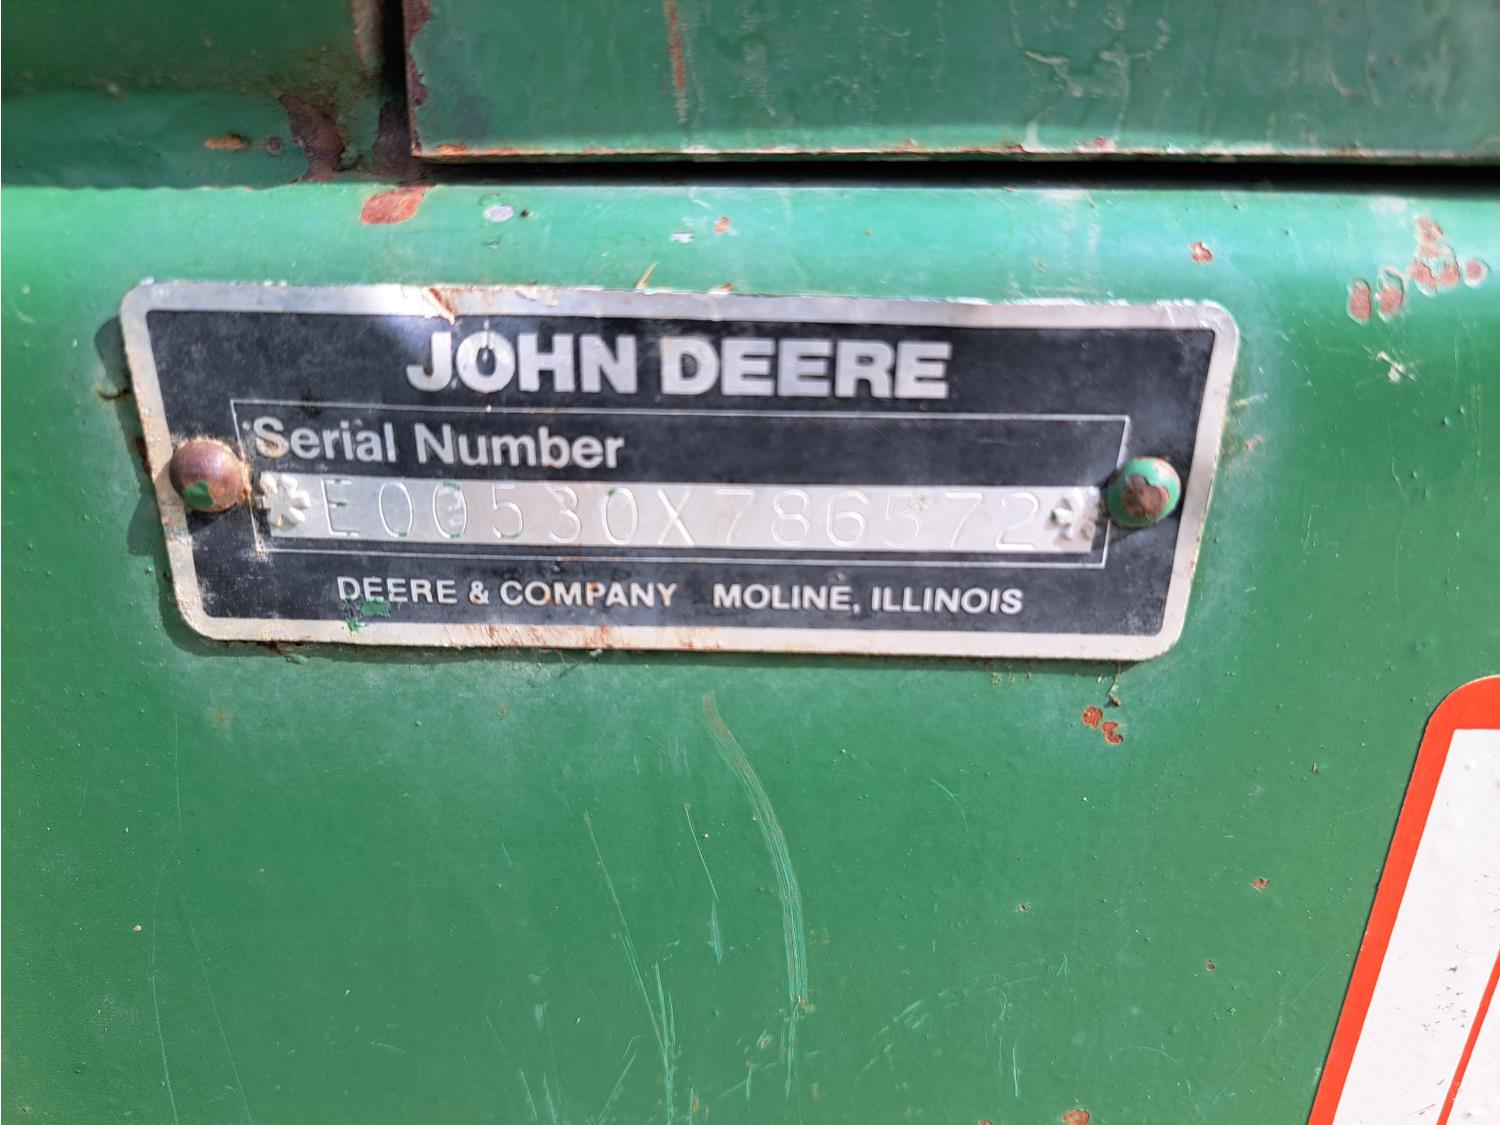 JOHN DEERE
Serial Number
*E00530X786572*
DEERE & COMPANY MOLINE, ILLINOIS